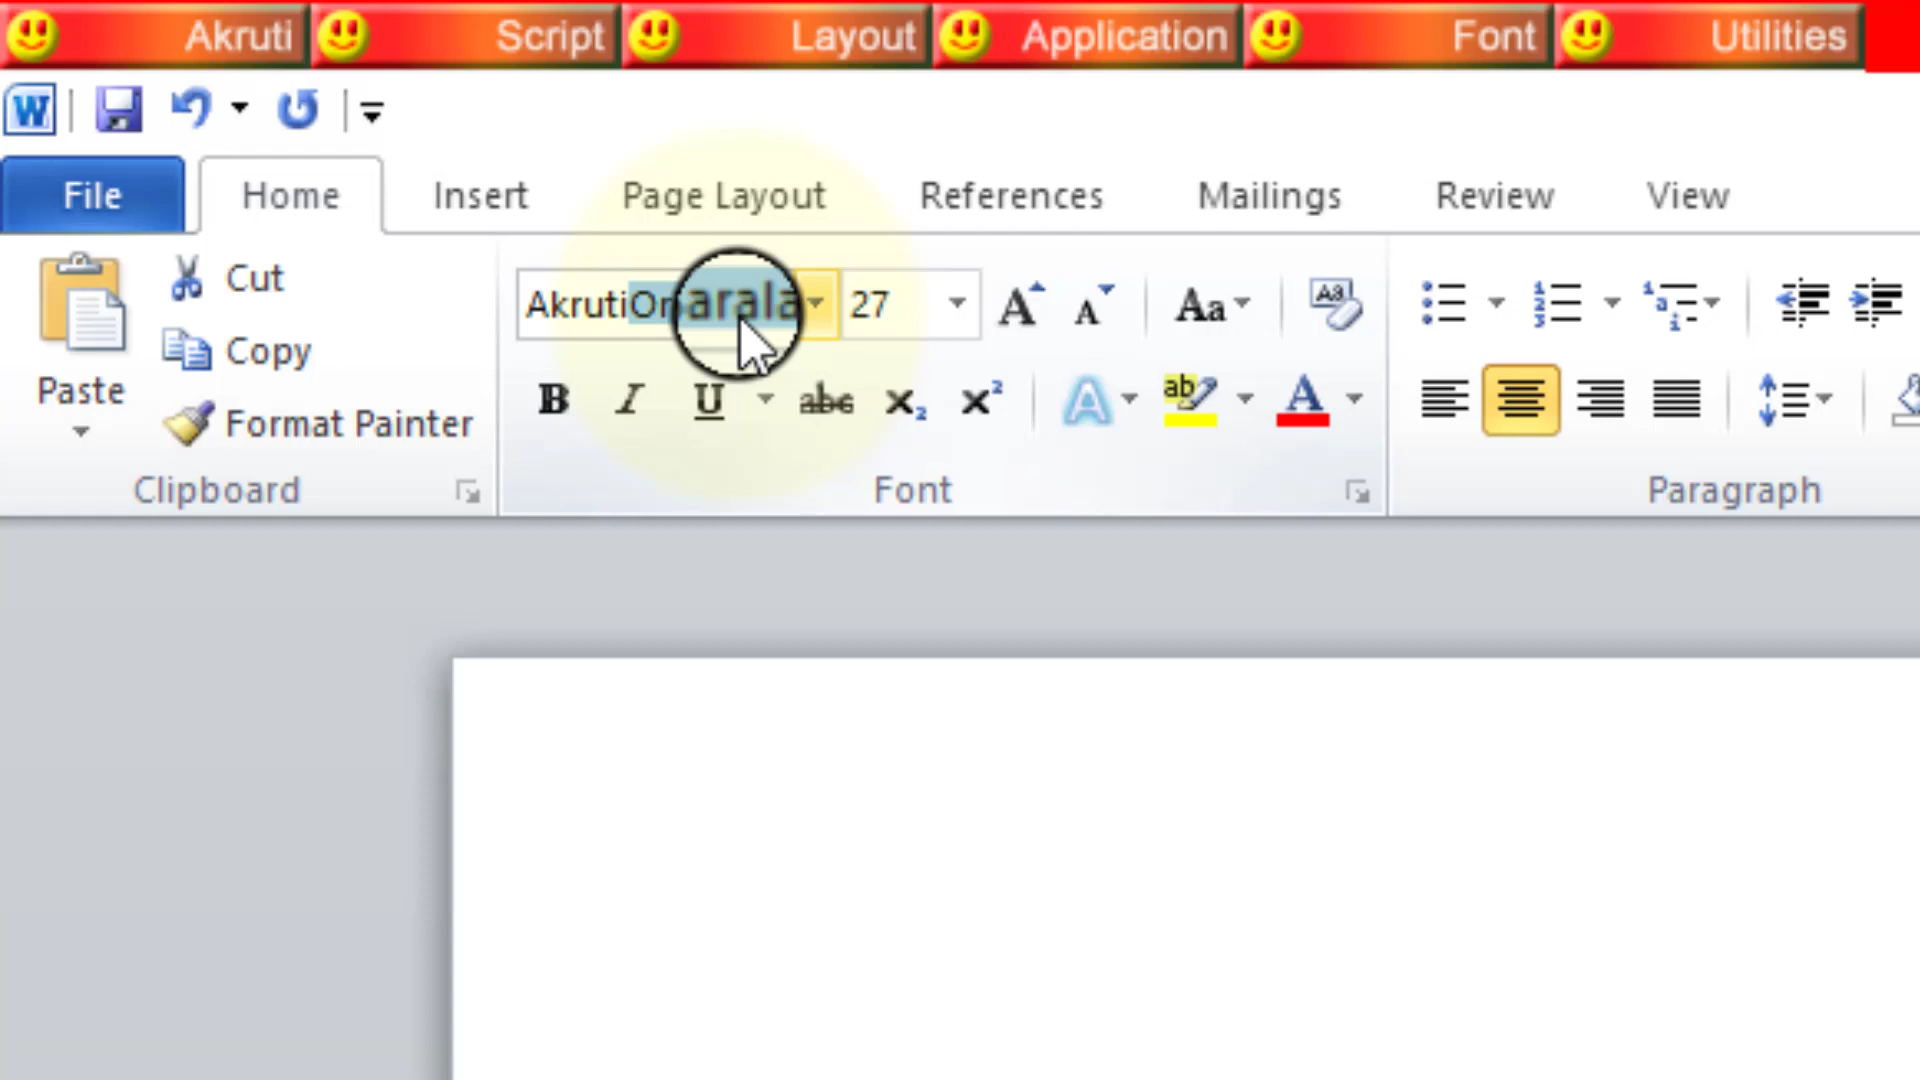 Akruti Script Layout Application Font Utilities
File Home Insert Page Layout References Mailings Review View
Cut
Copy
Format Painter
Paste
27
Clipboard Font Paragraph